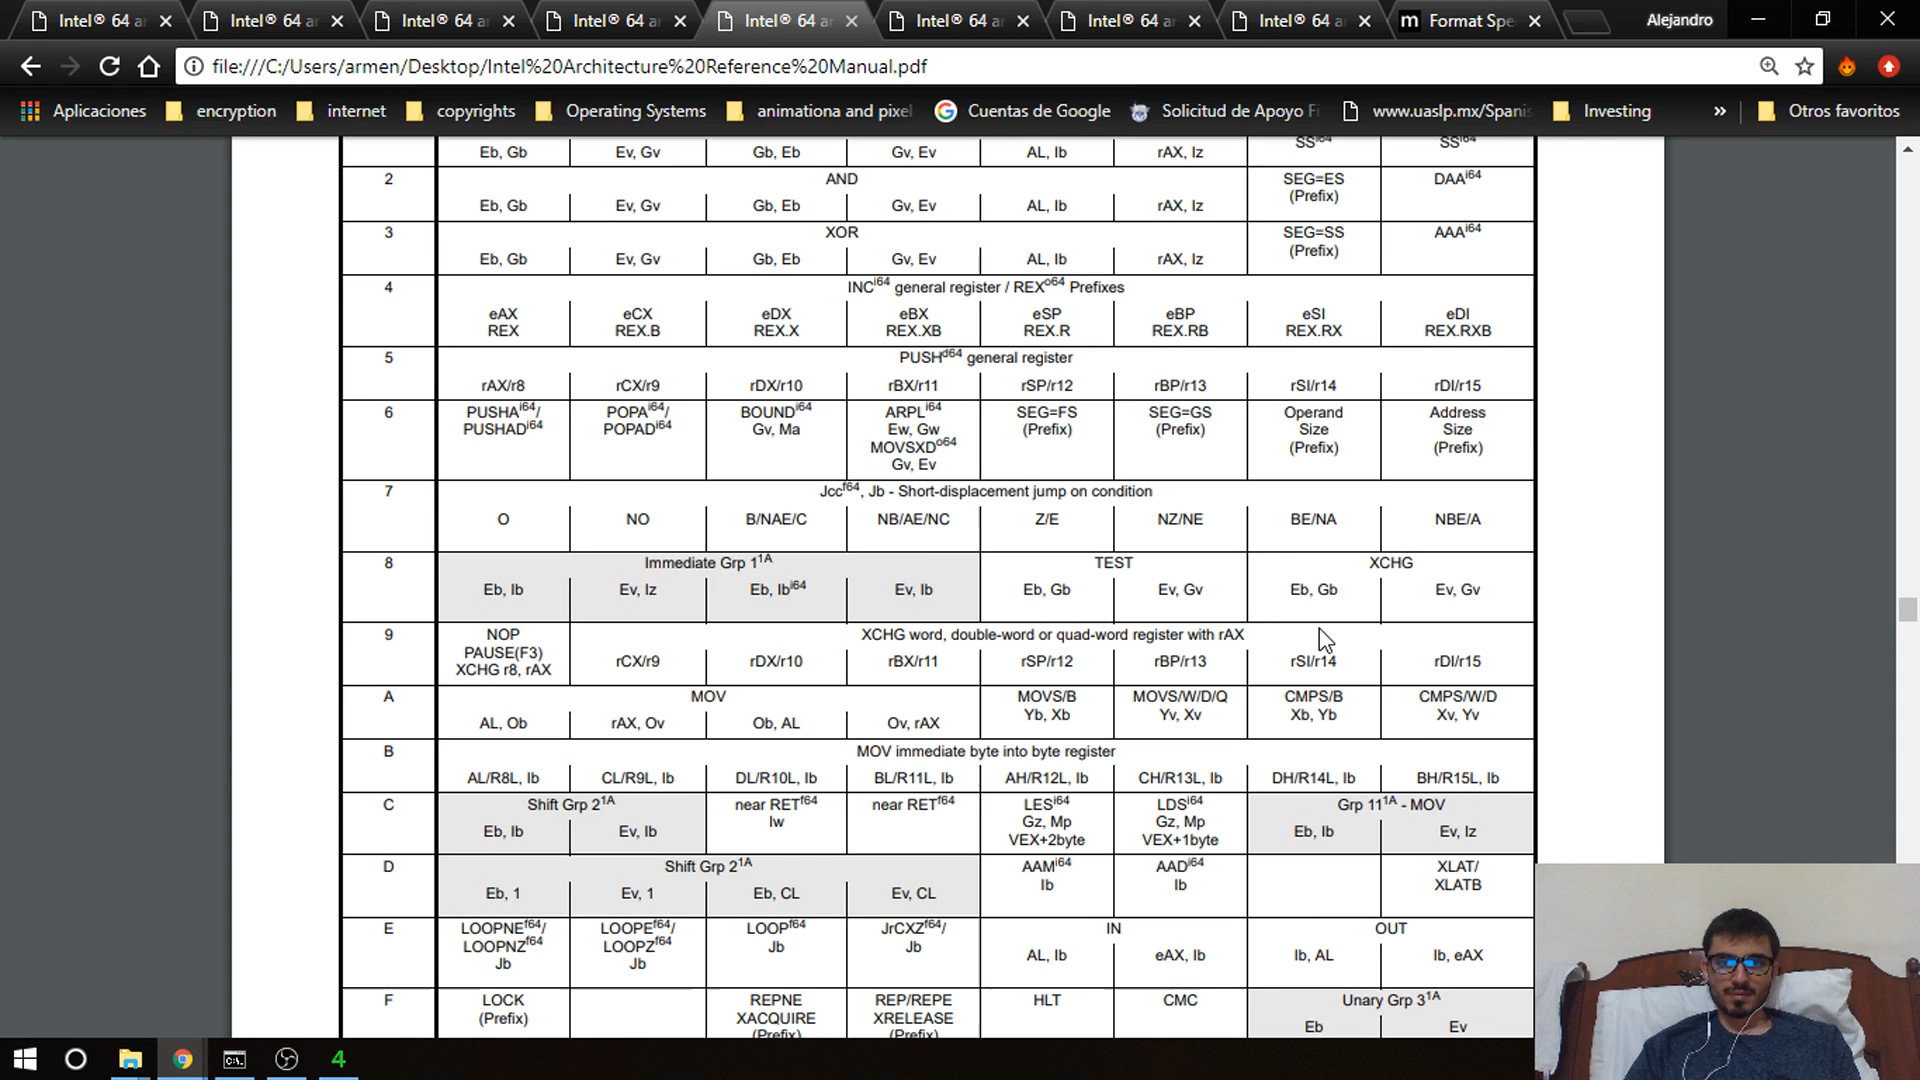 Intel® 64 ar
Intel® 64 ar
Intel® 64 ar
Intel® 64 ar
Intel® 64 ar
Intel® 64 ar
Intel® 64 ar
Intel® 64 ar
m Format Spe
Alejandro
file:///C:/Users/armen/Desktop/Intel%20Architecture%20Reference%20Manual.pdf
Aplicaciones encryption internet copyrights Operating Systems animationa and pixel Cuentas de Google Solicitud de Apoyo Fi www.uaslp.mx/Spanis Investing » Otros favoritos
Eb, Gb Ev, Gv Gb, Eb Gv, Ev AL, Ib rAX, Iz SS i64 SS i64
2 AND SEG=ES DAA i64
(Prefix)
Eb, Gb Ev, Gv Gb, Eb Gv, Ev AL, Ib rAX, Iz
3 XOR SEG=SS AAA i64
(Prefix)
Eb, Gb Ev, Gv Gb, Eb Gv, Ev AL, Ib rAX, Iz
4 INC i64 general register / REX o64 Prefixes
eAX eCX eDX eBX eSP eBP eSI eDI
REX REX.B REX.X REX.XB REX.R REX.RB REX.RX REX.RXB
5 PUSH d64 general register
rAX/r8 rCX/r9 rDX/r10 rBX/r11 rSP/r12 rBP/r13 rSI/r14 rDI/r15
6 PUSHA i64/ POPA i64/ BOUND i64 ARPL i64 SEG=FS SEG=GS Operand Address
PUSHAD i64 POPAD i64 Gv, Ma Ew, Gw (Prefix) (Prefix) Size Size
MOVSXD o64 (Prefix) (Prefix)
Gv, Ev
7 Jcc f64, Jb - Short-displacement jump on condition
O NO B/NAE/C NB/AE/NC Z/E NZ/NE BE/NA NBE/A
8 Immediate Grp 1 1A TEST XCHG
Eb, Ib Ev, Iz Eb, Ib i64 Ev, Ib Eb, Gb Ev, Gv Eb, Gb Ev, Gv
9 NOP XCHG word, double-word or quad-word register with rAX
PAUSE(F3)
XCHG r8, rAX rCX/r9 rDX/r10 rBX/r11 rSP/r12 rBP/r13 rSI/r14 rDI/r15
A MOV MOVS/B MOVS/W/D/Q CMPS/B CMPS/W/D
Yb, Xb Yv, Xv Xb, Yb Xv, Yv
AL, Ob rAX, Ov Ob, AL Ov, rAX
B MOV immediate byte into byte register
AL/R8L, Ib CL/R9L, Ib DL/R10L, Ib BL/R11L, Ib AH/R12L, Ib CH/R13L, Ib DH/R14L, Ib BH/R15L, Ib
C Shift Grp 2 1A near RET f64 near RET f64 LES i64 LDS i64 Grp 11 1A - MOV
Iw Gz, Mp Gz, Mp
Eb, Ib Ev, Ib VEX+2byte VEX+1byte Eb, Ib Ev, Iz
D Shift Grp 2 1A AAM i64 AAD i64 XLAT/
Ib Ib XLATB
Eb, 1 Ev, 1 Eb, CL Ev, CL
E LOOPNE f64/ LOOPE f64/ LOOP f64 JrCXZ f64/ IN OUT
LOOPNZ f64 LOOPZ f64 Jb Jb
Jb Jb AL, Ib eAX, Ib Ib, AL Ib, eAX
F LOCK REPNE REP/REPE HLT CMC Unary Grp 3 1A
(Prefix) XACQUIRE XRELEASE
(Prefix) (Prefix) Eb Ev
4